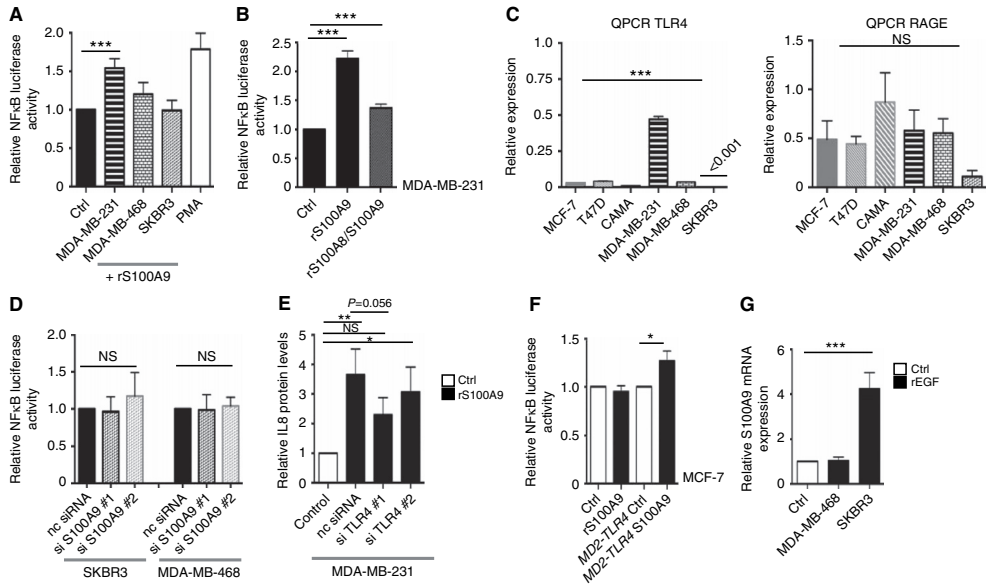 A
Relative NFκB luciferase
activity
2.0
1.5
1.0
0.5
0
***
Ctrl
MDA-MB-231
MDA-MB-468
SKBR3
PMA
+ rS100A9
B
Relative NFκB luciferase
activity
2.5
2.0
1.5
1.0
0.5
0
***
***
Ctrl
rS100A9
rS100A8/S100A9
MDA-MB-231
C
QPCR TLR4
Relative expression
1.00
0.75
0.5
0.25
0
***
<0.001
MCF-7
T47D
CAMA
MDA-MB-231
MDA-MB-468
SKBR3
QPCR RAGE
Relative expression
1.5
1.0
0.5
0
NS
MCF-7
T47D
CAMA
MDA-MB-231
MDA-MB-468
SKBR3
D
Relative NFκB luciferase
activity
2.0
1.5
1.0
0.5
0
NS
NS
nc siRNA
si S100A9 #1
si S100A9 #2
nc siRNA
si S100A9 #1
si S100A9 #2
SKBR3
MDA-MB-468
E
Relative IL8 protein levels
5
4
3
2
1
0
P=0.056
**
NS
*
Ctrl
rS100A9
Control
nc siRNA
si TLR4 #1
si TLR4 #2
MDA-MB-231
F
Relative NFκB luciferase
activity
1.5
1.0
0.5
0
*
Ctrl
rS100A9
MD2-TLR4 Ctrl
MD2-TLR4 S100A9
MCF-7
G
Ctrl
rEGF
Relative S100A9 mRNA
expression
6
4
2
0
***
Ctrl
MDA-MB-468
SKBR3